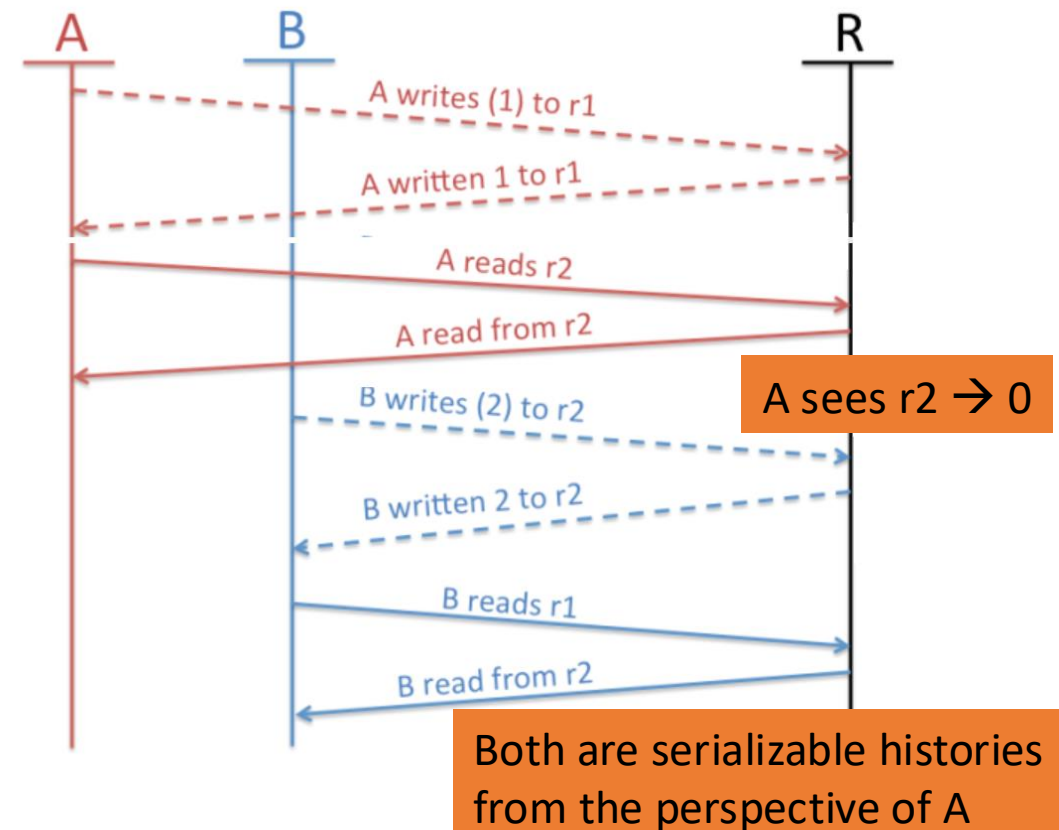 A
B
R
A writes (1) to r1
A written 1 to r1
A reads r2
A read from r2
A sees r2 → 0
B writes (2) to r2
B written 2 to r2
B reads r1
B read from r2
Both are serializable histories
from the perspective of A